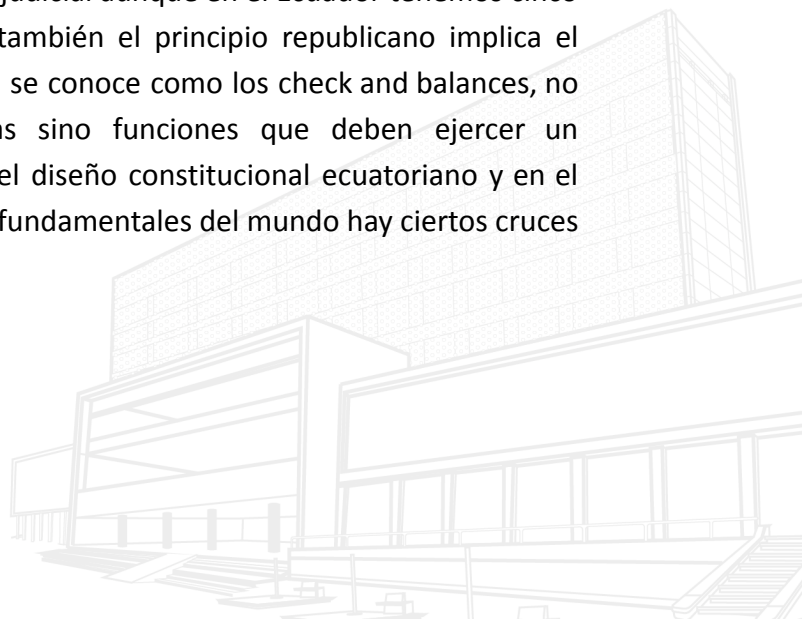 judicial aunque en el Ecuador tenemos cinco
también el principio republicano implica el
se conoce como los check and balances, no
sino funciones que deben ejercer un
el diseño constitucional ecuatoriano y en el
fundamentales del mundo hay ciertos cruces